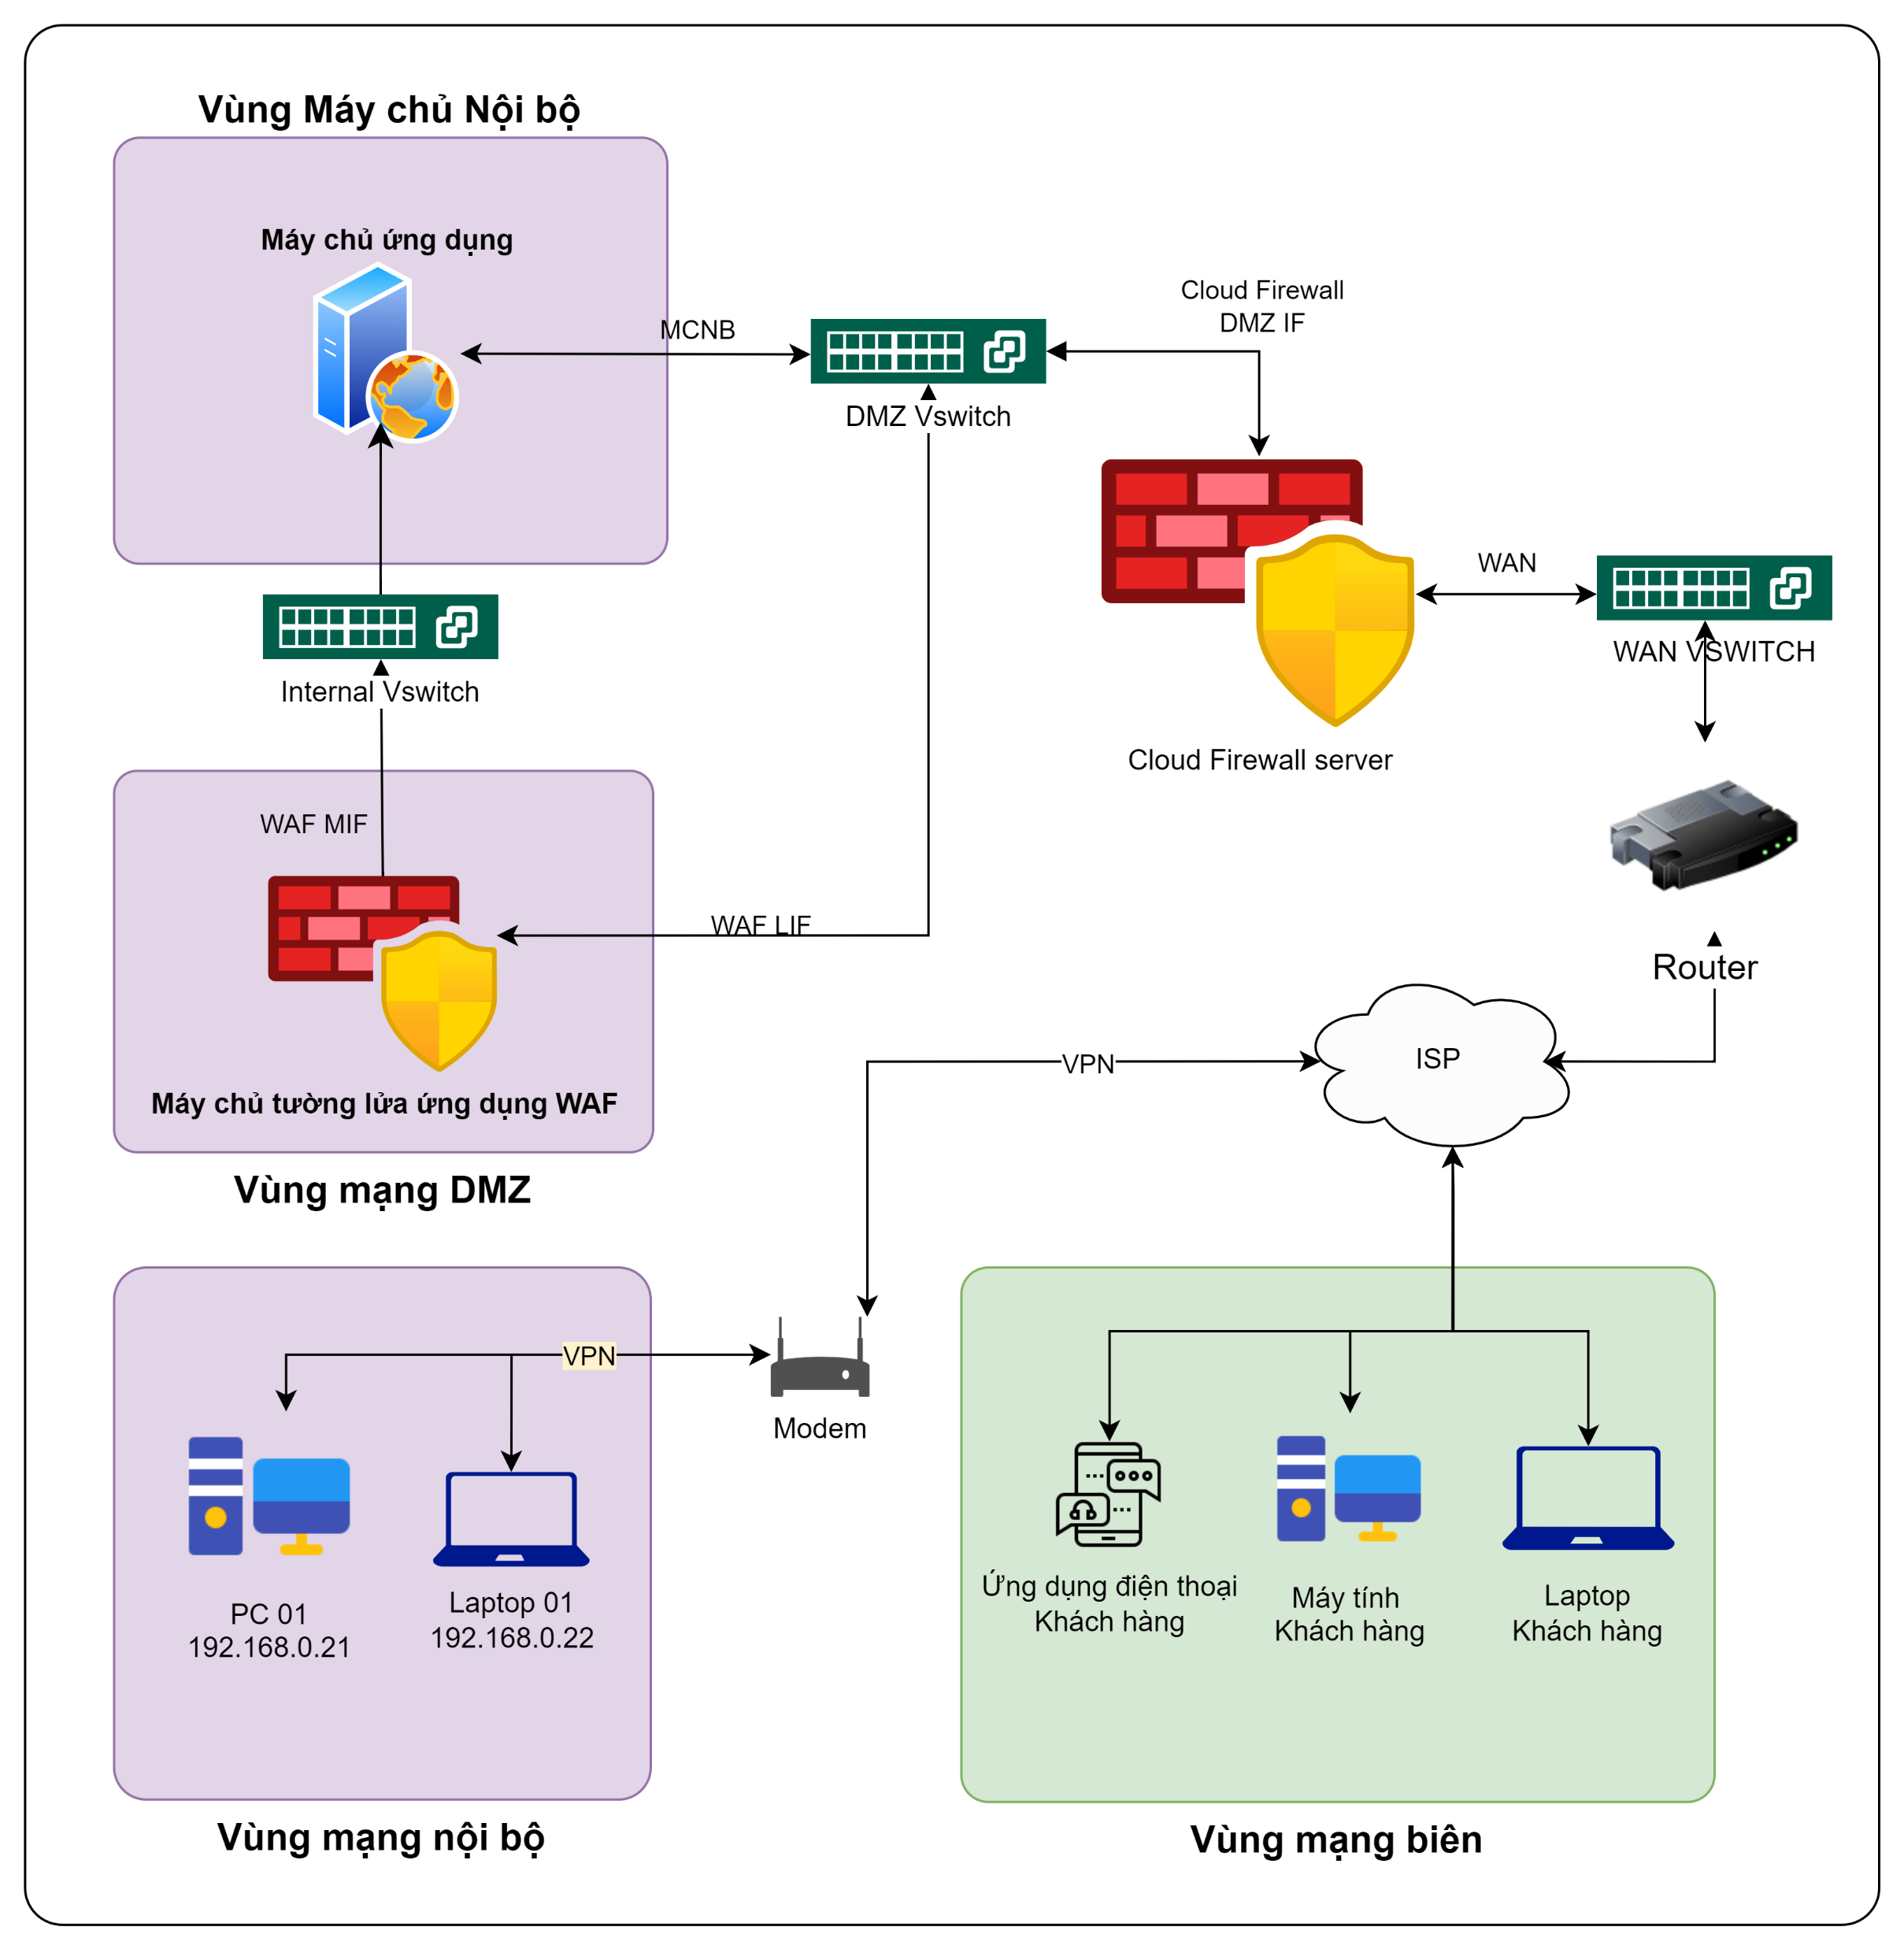 Vùng Máy chủ Nội bộ
Máy chủ ứng dụng
MCNB
DMZ Vswitch
Cloud Firewall
DMZ IF
WAN
WAN VSWITCH
Cloud Firewall server
Internal Vswitch
WAF MIF
WAF LIF
Máy chủ tường lửa ứng dụng WAF
Vùng mạng DMZ
Router
ISP
VPN
VPN
Modem
PC 01
192.168.0.21
Laptop 01
192.168.0.22
Vùng mạng nội bộ
Ứng dụng điện thoại
Khách hàng
Máy tính
Khách hàng
Laptop
Khách hàng
Vùng mạng biên